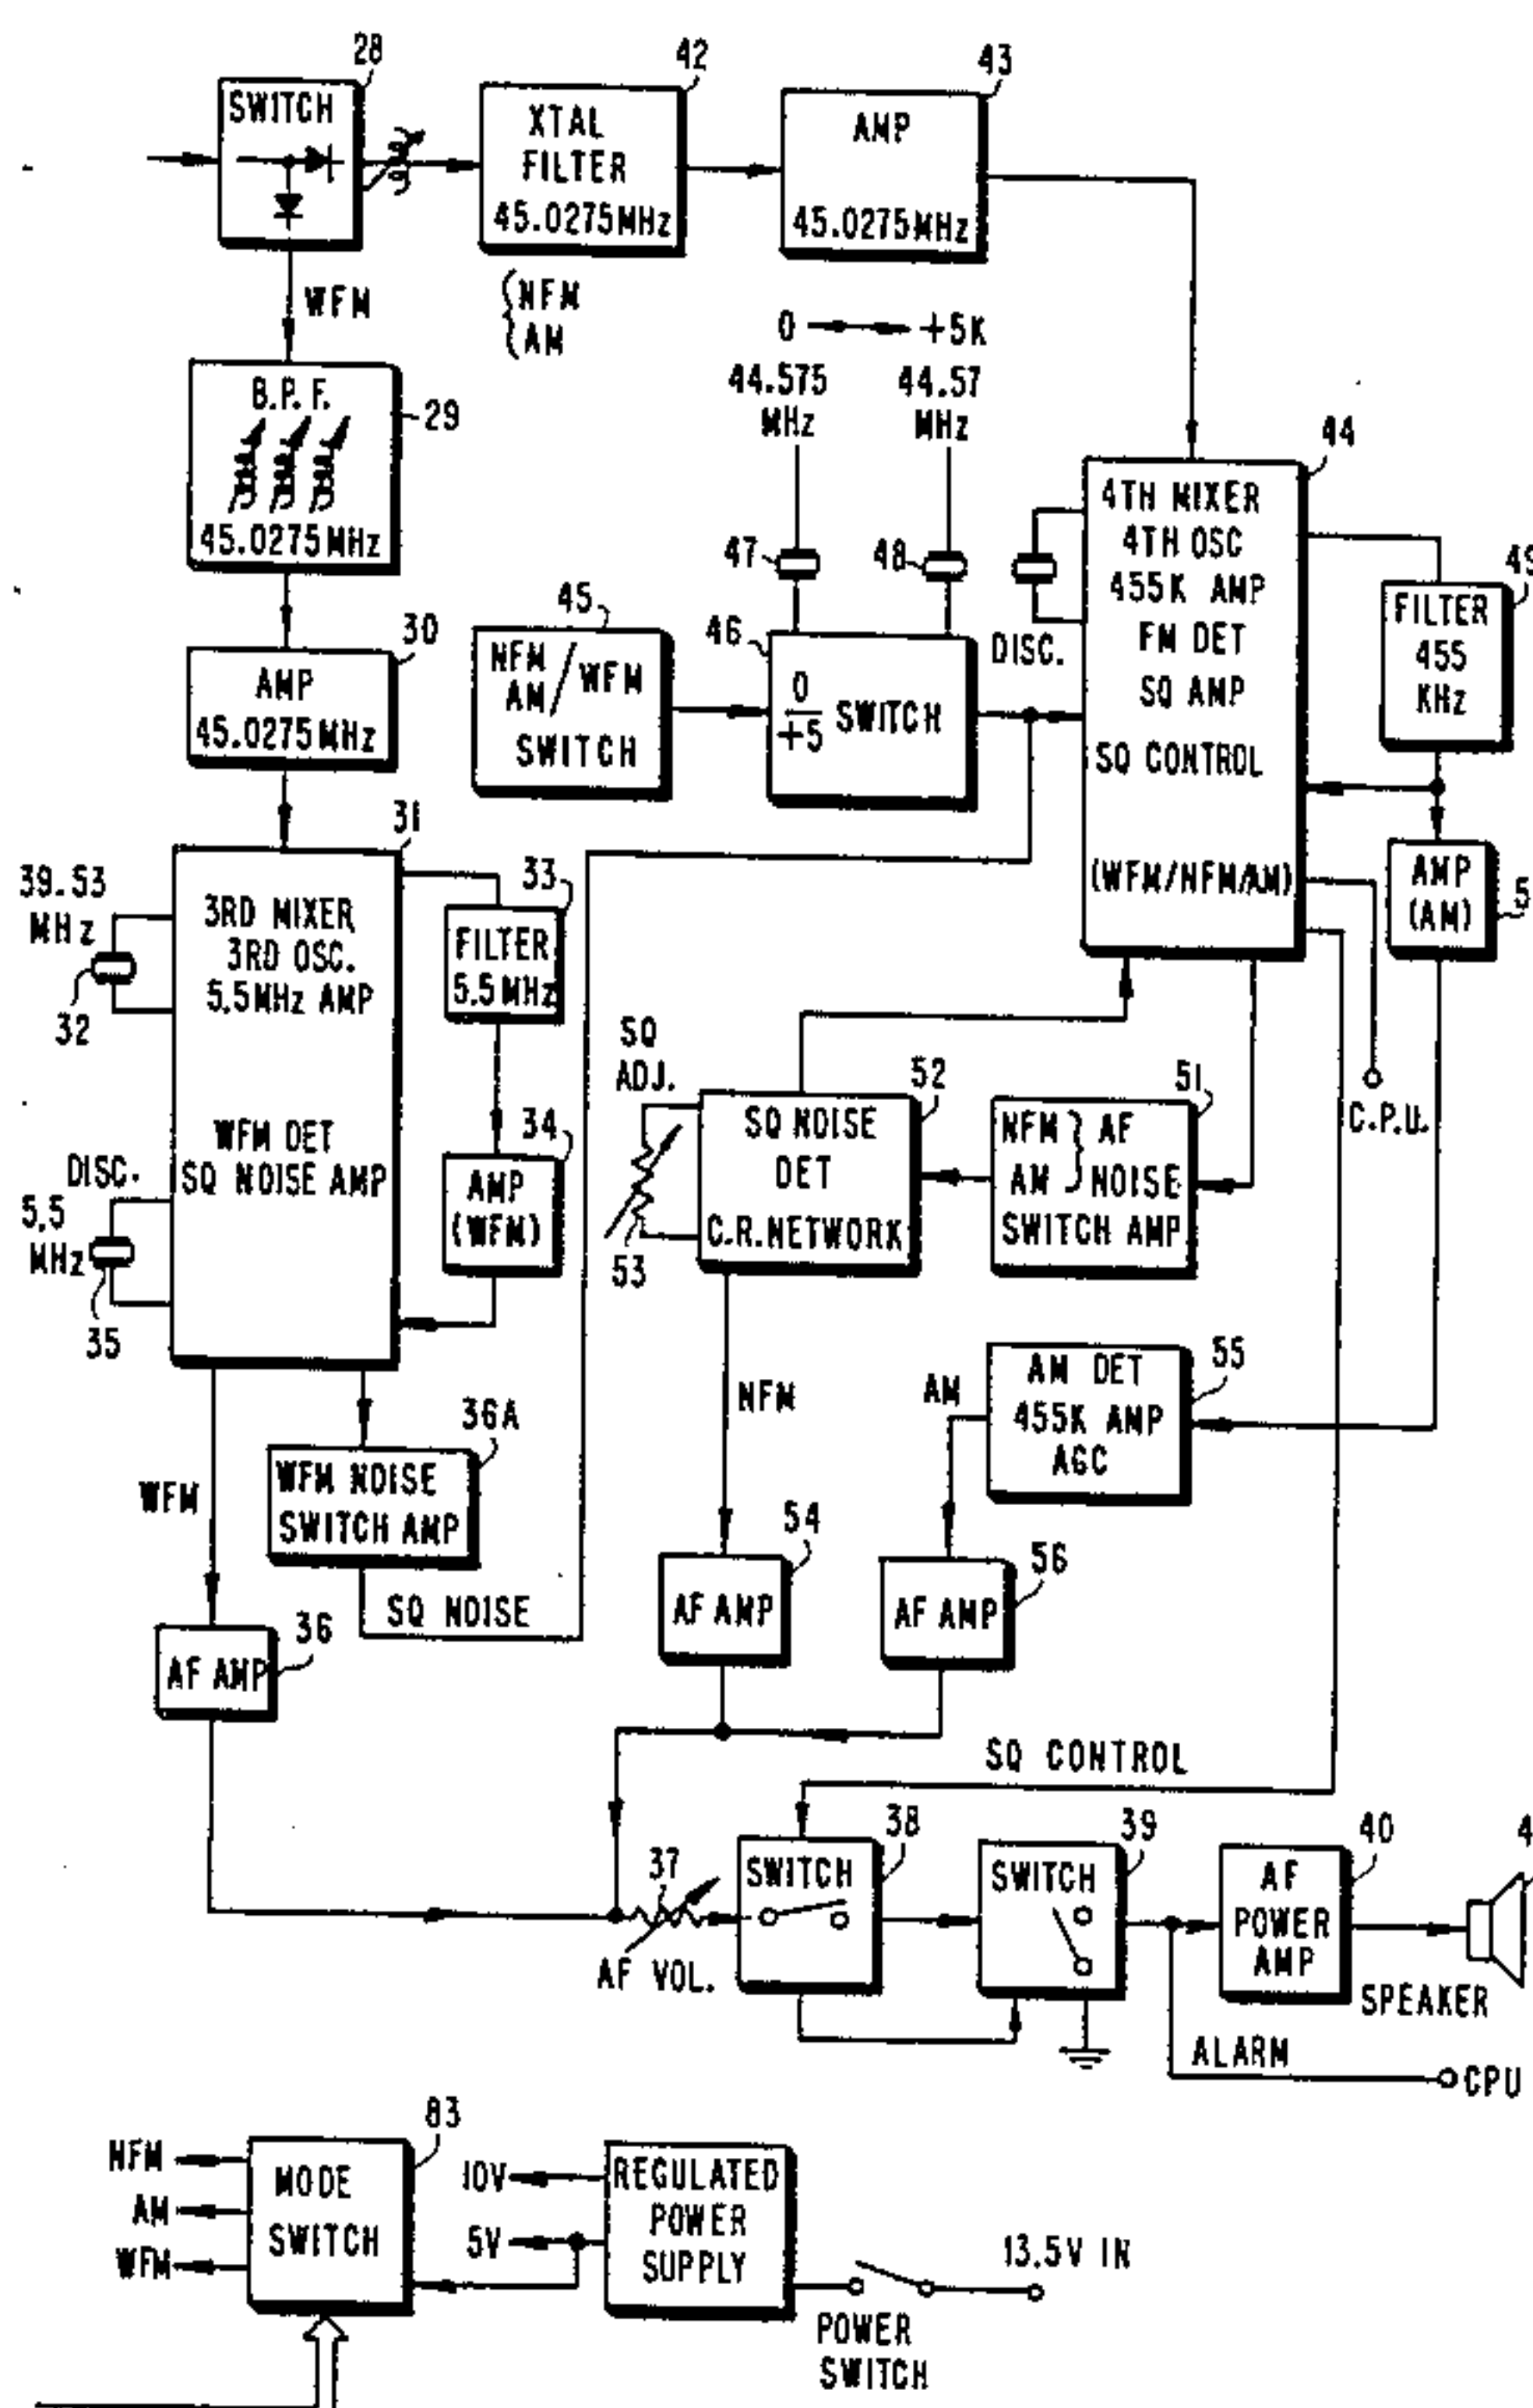 28
SWITCH
42
XTAL
FILTER
45.0275MHz
43
AMP
45.0275MHz
WFM
NFM
AM
0
+5K
44.575
MHz
44.57
MHz
B.P.F.
45.0275MHz
29
30
AMP
45.0275MHz
47
48
45
NFM
AM / WFM
SWITCH
46
0
+5
SWITCH
DISC.
44
4TH MIXER
4TH OSC
455K AMP
FM DET
SQ AMP
SQ CONTROL
(WFM/NFM/AM)
FILTER
455
KHz
AMP
(AM)
31
39.53
MHz
32
3RD MIXER
3RD OSC.
5.5MHz AMP
WFM DET
SQ NOISE AMP
33
FILTER
5.5MHz
34
AMP
(WFM)
DISC.
5.5
MHz
35
SQ
ADJ.
53
52
SQ NOISE
DET
C.R.NETWORK
51
NFM
AM
AF
NOISE
SWITCH AMP
C.P.U.
NFM
AM
55
AM DET
455K AMP
AGC
36A
WFM NOISE
SWITCH AMP
WFM
SQ NOISE
36
AF AMP
54
AF AMP
56
AF AMP
SQ CONTROL
37
AF VOL.
38
SWITCH
39
SWITCH
40
AF
POWER
AMP
SPEAKER
ALARM
CPU
83
NFM
AM
WFM
MODE
SWITCH
10V
5V
REGULATED
POWER
SUPPLY
13.5V IN
POWER
SWITCH